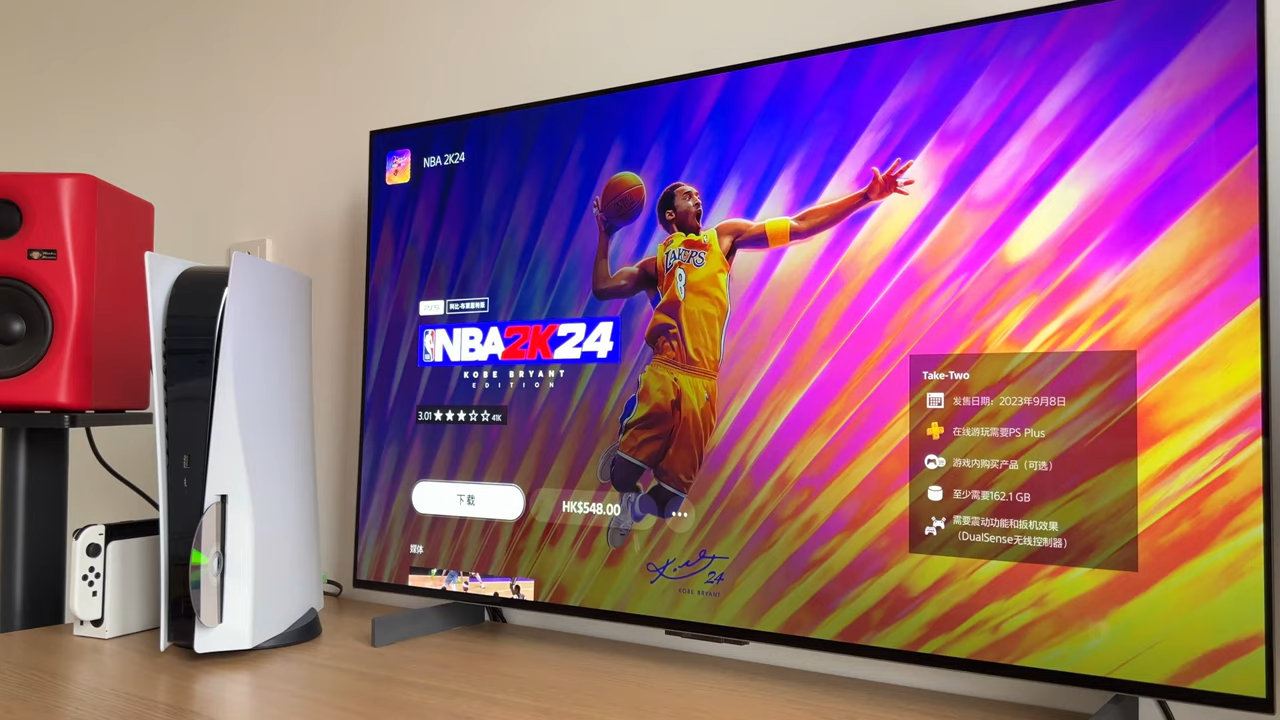 NBA 2K24
PS5
科比·布莱恩特版
NBA2K24
KOBE BRYANT
EDITION
3.01 ★★★☆☆ 41K
下载
HK$548.00
•••
媒体
LAKERS
8
24
KOBE BRYANT
Take-Two
发售日期：2023年9月8日
在线游玩需要PS Plus
游戏内购买产品（可选）
至少需要162.1 GB
需要震动功能和扳机效果
（DualSense无线控制器）